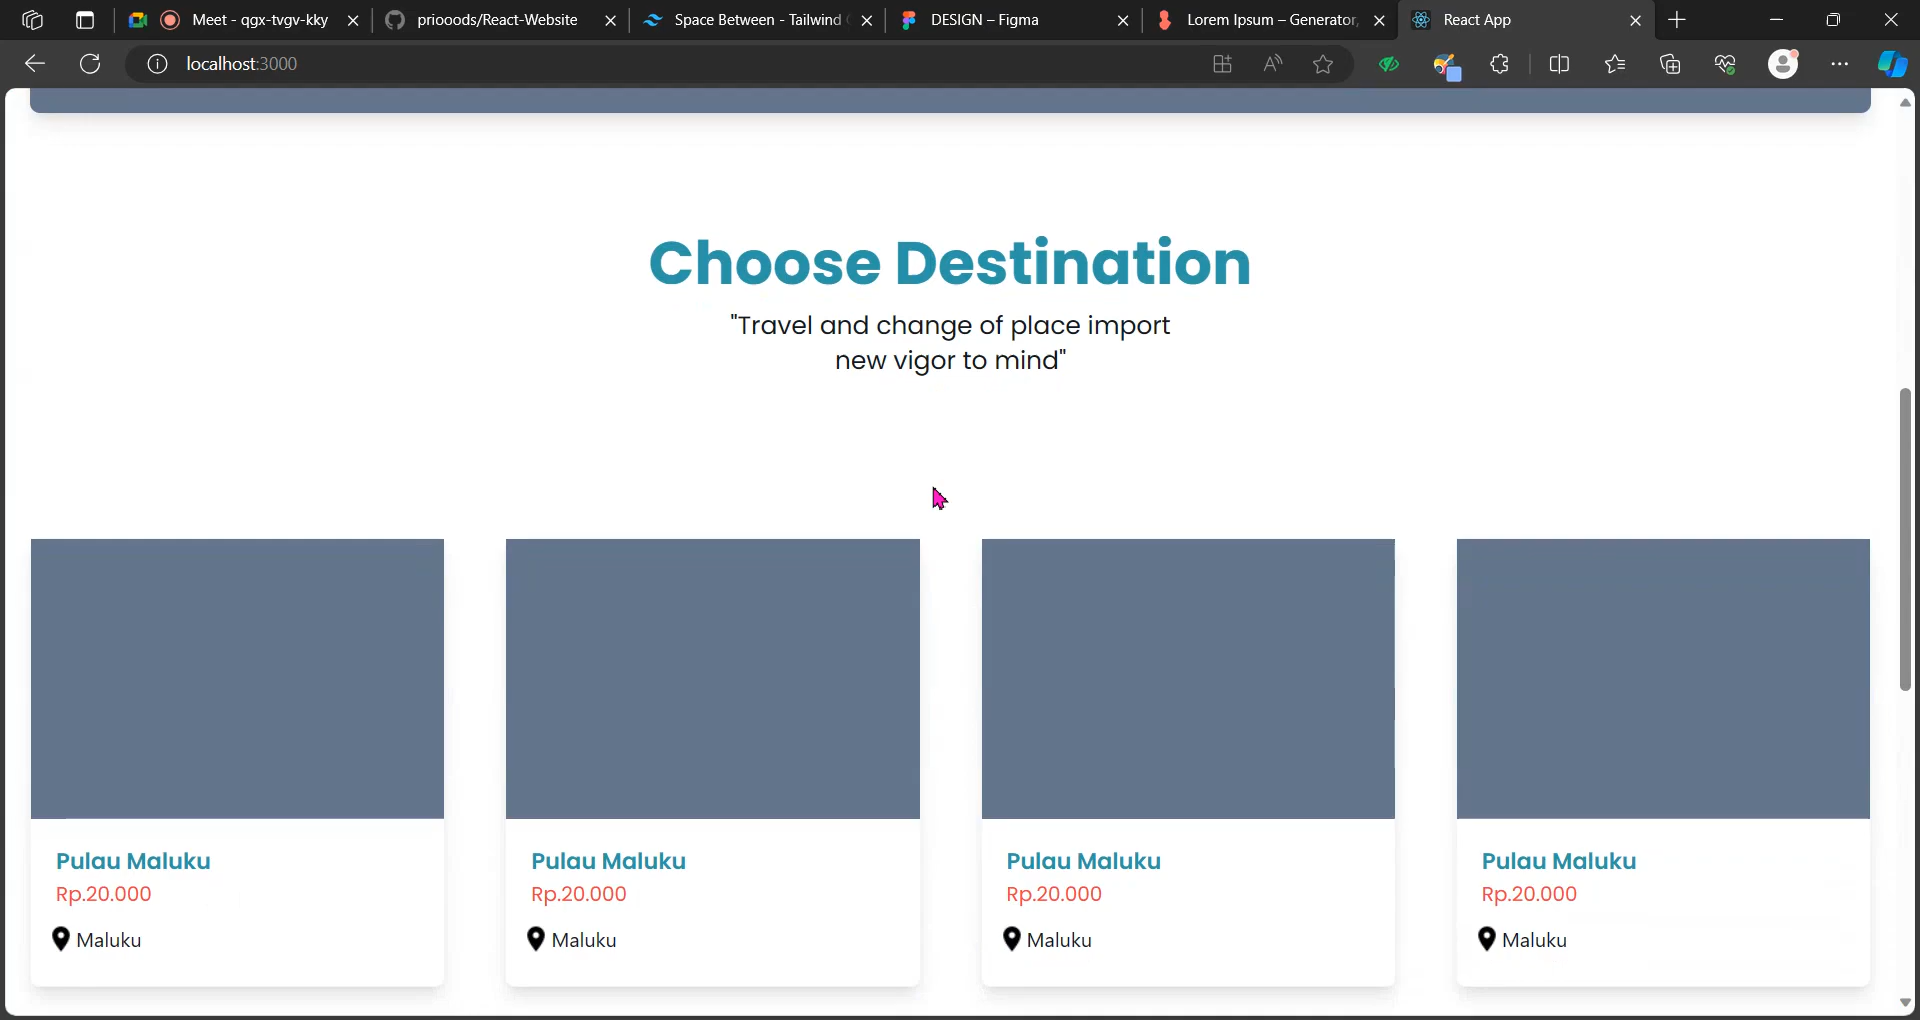 Meet - qgx-tvgv-kky
priooods/React-Website
Space Between - Tailwind
DESIGN – Figma
Lorem Ipsum – Generator,
React App
localhost:3000
Choose Destination
"Travel and change of place import
new vigor to mind"
Pulau Maluku
Rp.20.000
Maluku
Pulau Maluku
Rp.20.000
Maluku
Pulau Maluku
Rp.20.000
Maluku
Pulau Maluku
Rp.20.000
Maluku